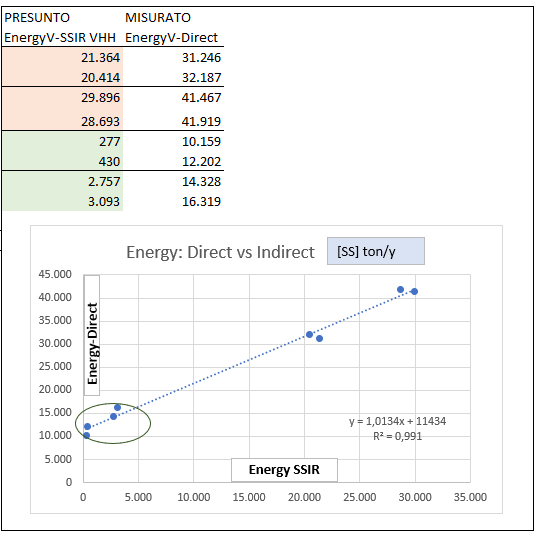 PRESUNTO MISURATO
EnergyV-SSIR VHH EnergyV-Direct
21.364 31.246
20.414 32.187
29.896 41.467
28.693 41.919
277 10.159
430 12.202
2.757 14.328
3.093 16.319
Energy: Direct vs Indirect [SS] ton/y
45.000
40.000
35.000
30.000
25.000
20.000
15.000
10.000
5.000
0
Energy-Direct
y = 1,0134x + 11434
R² = 0,991
Energy SSIR
0 5.000 10.000 15.000 20.000 25.000 30.000 35.000